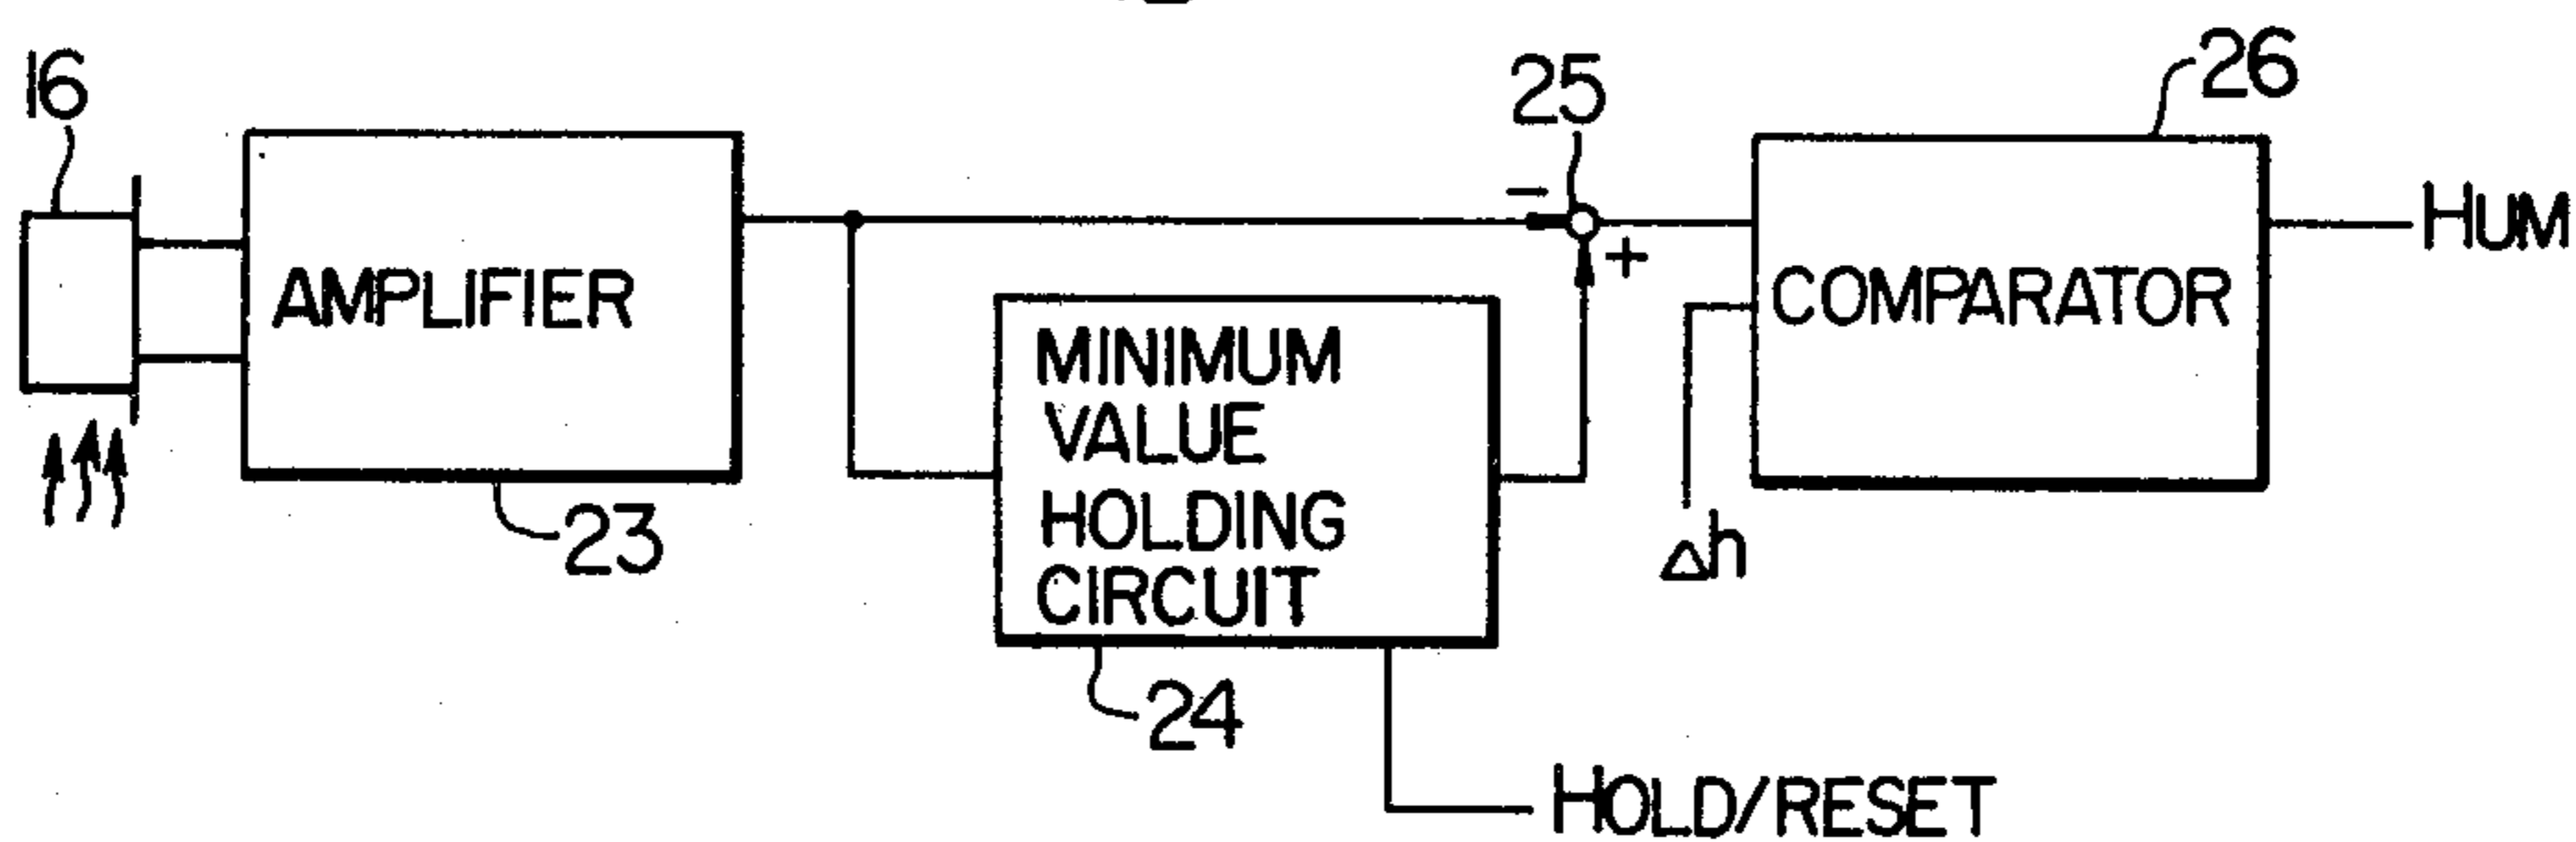 16
25
26
AMPLIFIER
−
+
COMPARATOR
HUM
MINIMUM
VALUE
HOLDING
CIRCUIT
Δh
23
24
HOLD/RESET